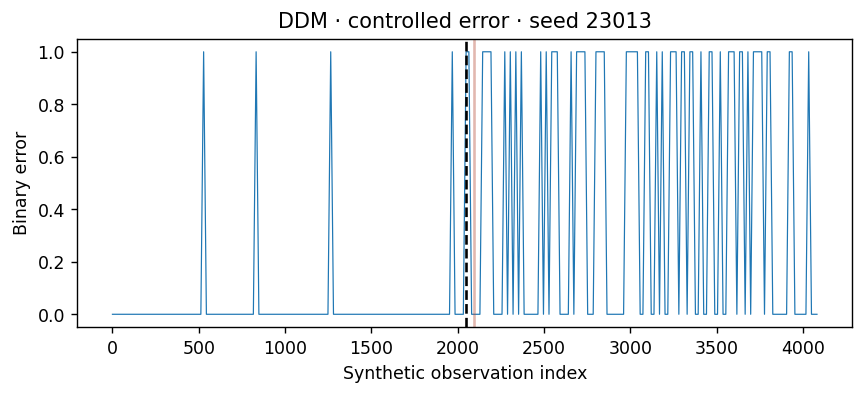 DDM · controlled error · seed 23013
1.0
0.8
0.6
0.4
0.2
0.0
Binary error
0 500 1000 1500 2000 2500 3000 3500 4000
Synthetic observation index